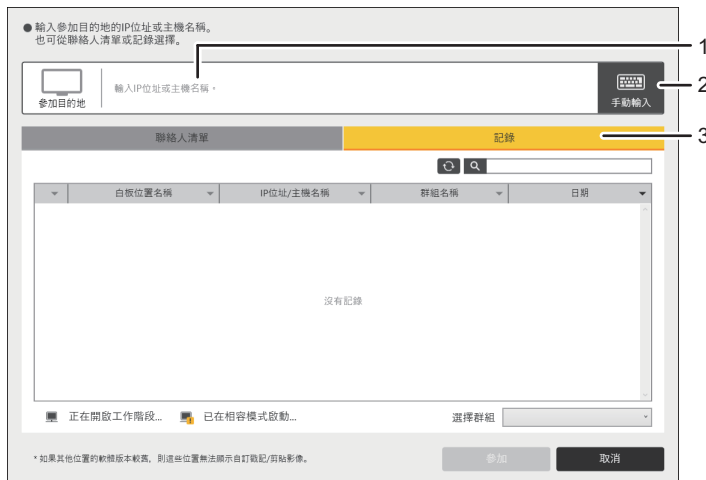 ● 輸入參加目的地的IP位址或主機名稱。
也可從聯絡人清單或記錄選擇。
1
參加目的地
輸入IP位址或主機名稱。
手動輸入
2
聯絡人清單
記錄
3
白板位置名稱
IP位址/主機名稱
群組名稱
日期
沒有記錄
正在開啟工作階段...
已在相容模式啟動...
選擇群組
* 如果其他位置的軟體版本較舊，則這些位置無法顯示自訂戳記/剪貼影像。
參加
取消